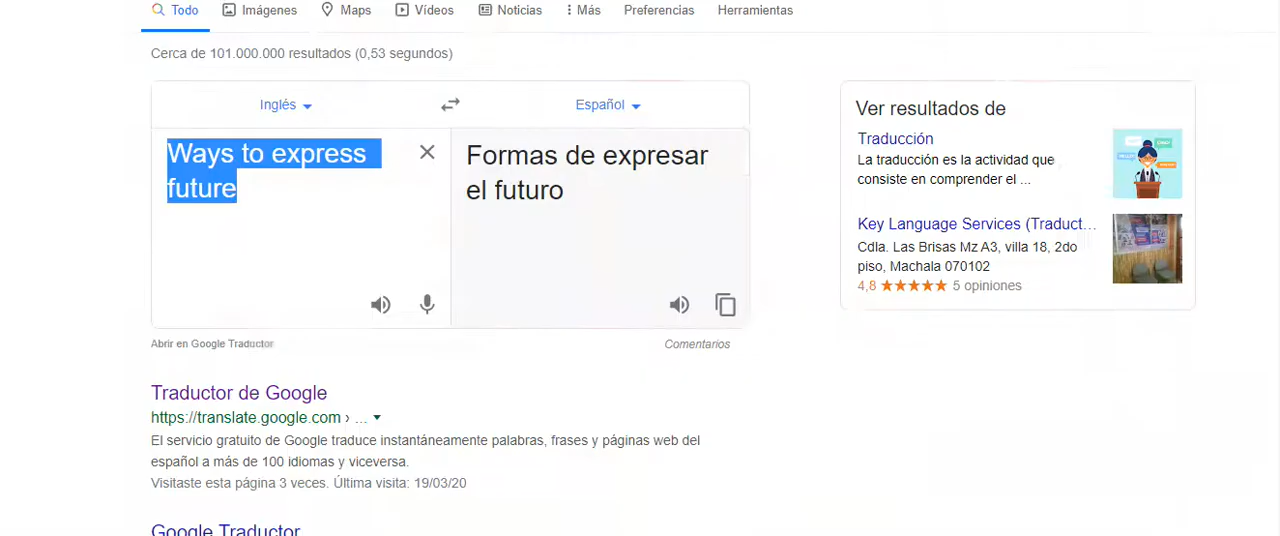 Todo Imágenes Maps Vídeos Noticias Más Preferencias Herramientas
Cerca de 101.000.000 resultados (0,53 segundos)
Inglés Español
Ways to express
future
Formas de expresar
el futuro
Abrir en Google Traductor
Comentarios
Ver resultados de
Traducción
La traducción es la actividad que
consiste en comprender el ...
Key Language Services (Traduct...
Cdla. Las Brisas Mz A3, villa 18, 2do
piso, Machala 070102
4,8 ★★★★★ 5 opiniones
Traductor de Google
https://translate.google.com › ...
El servicio gratuito de Google traduce instantáneamente palabras, frases y páginas web del
español a más de 100 idiomas y viceversa.
Visitaste esta página 3 veces. Última visita: 19/03/20
Google Traductor